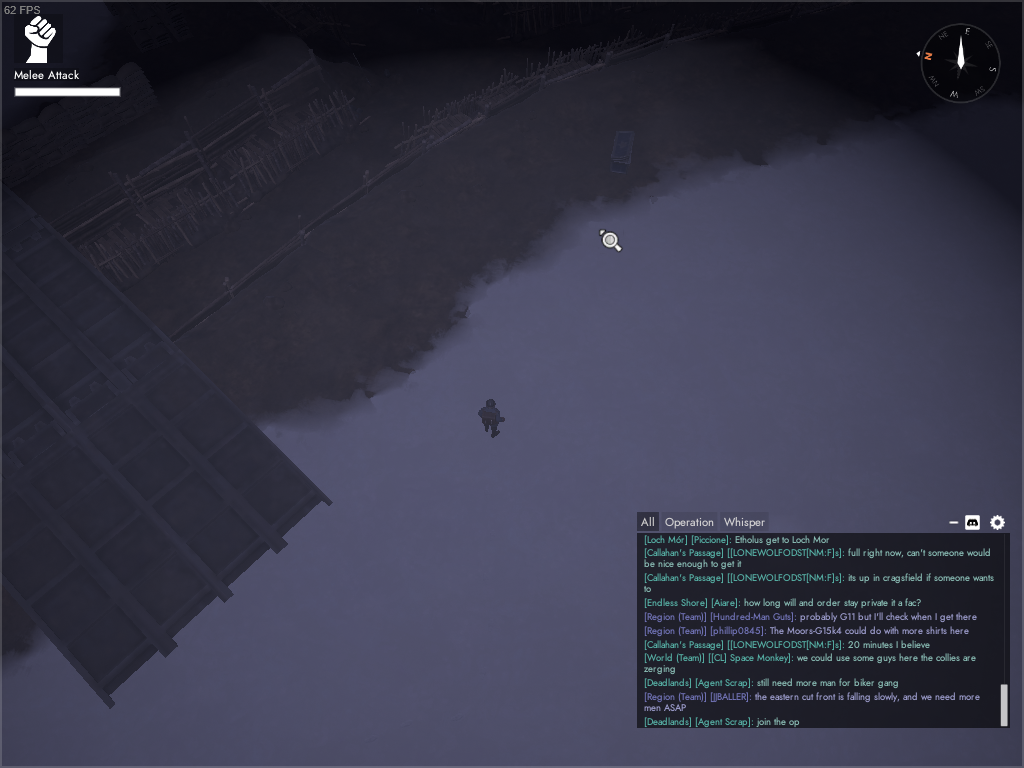 62 FPS
Melee Attack
N
NE
E
SE
S
SW
W
NW
All Operation Whisper
[Loch Mór] [Piccione]: Etholus get to Loch Mor
[Callahan's Passage] [[LONEWOLFODST[NM:F]s]: full right now, can't someone would
be nice enough to get it
[Callahan's Passage] [[LONEWOLFODST[NM:F]s]: its up in cragsfield if someone wants
to
[Endless Shore] [Aiare]: how long will and order stay private it a fac?
[Region (Team)] [Hundred-Man Guts]: probably G11 but I'll check when I get there
[Region (Team)] [phillip0845]: The Moors-G15k4 could do with more shirts here
[Callahan's Passage] [[LONEWOLFODST[NM:F]s]: 20 minutes I believe
[World (Team)] [[CL] Space Monkey]: we could use some guys here the collies are
zerging
[Deadlands] [Agent Scrap]: still need more man for biker gang
[Region (Team)] [JJBALLER]: the eastern cut front is falling slowly, and we need more
men ASAP
[Deadlands] [Agent Scrap]: join the op